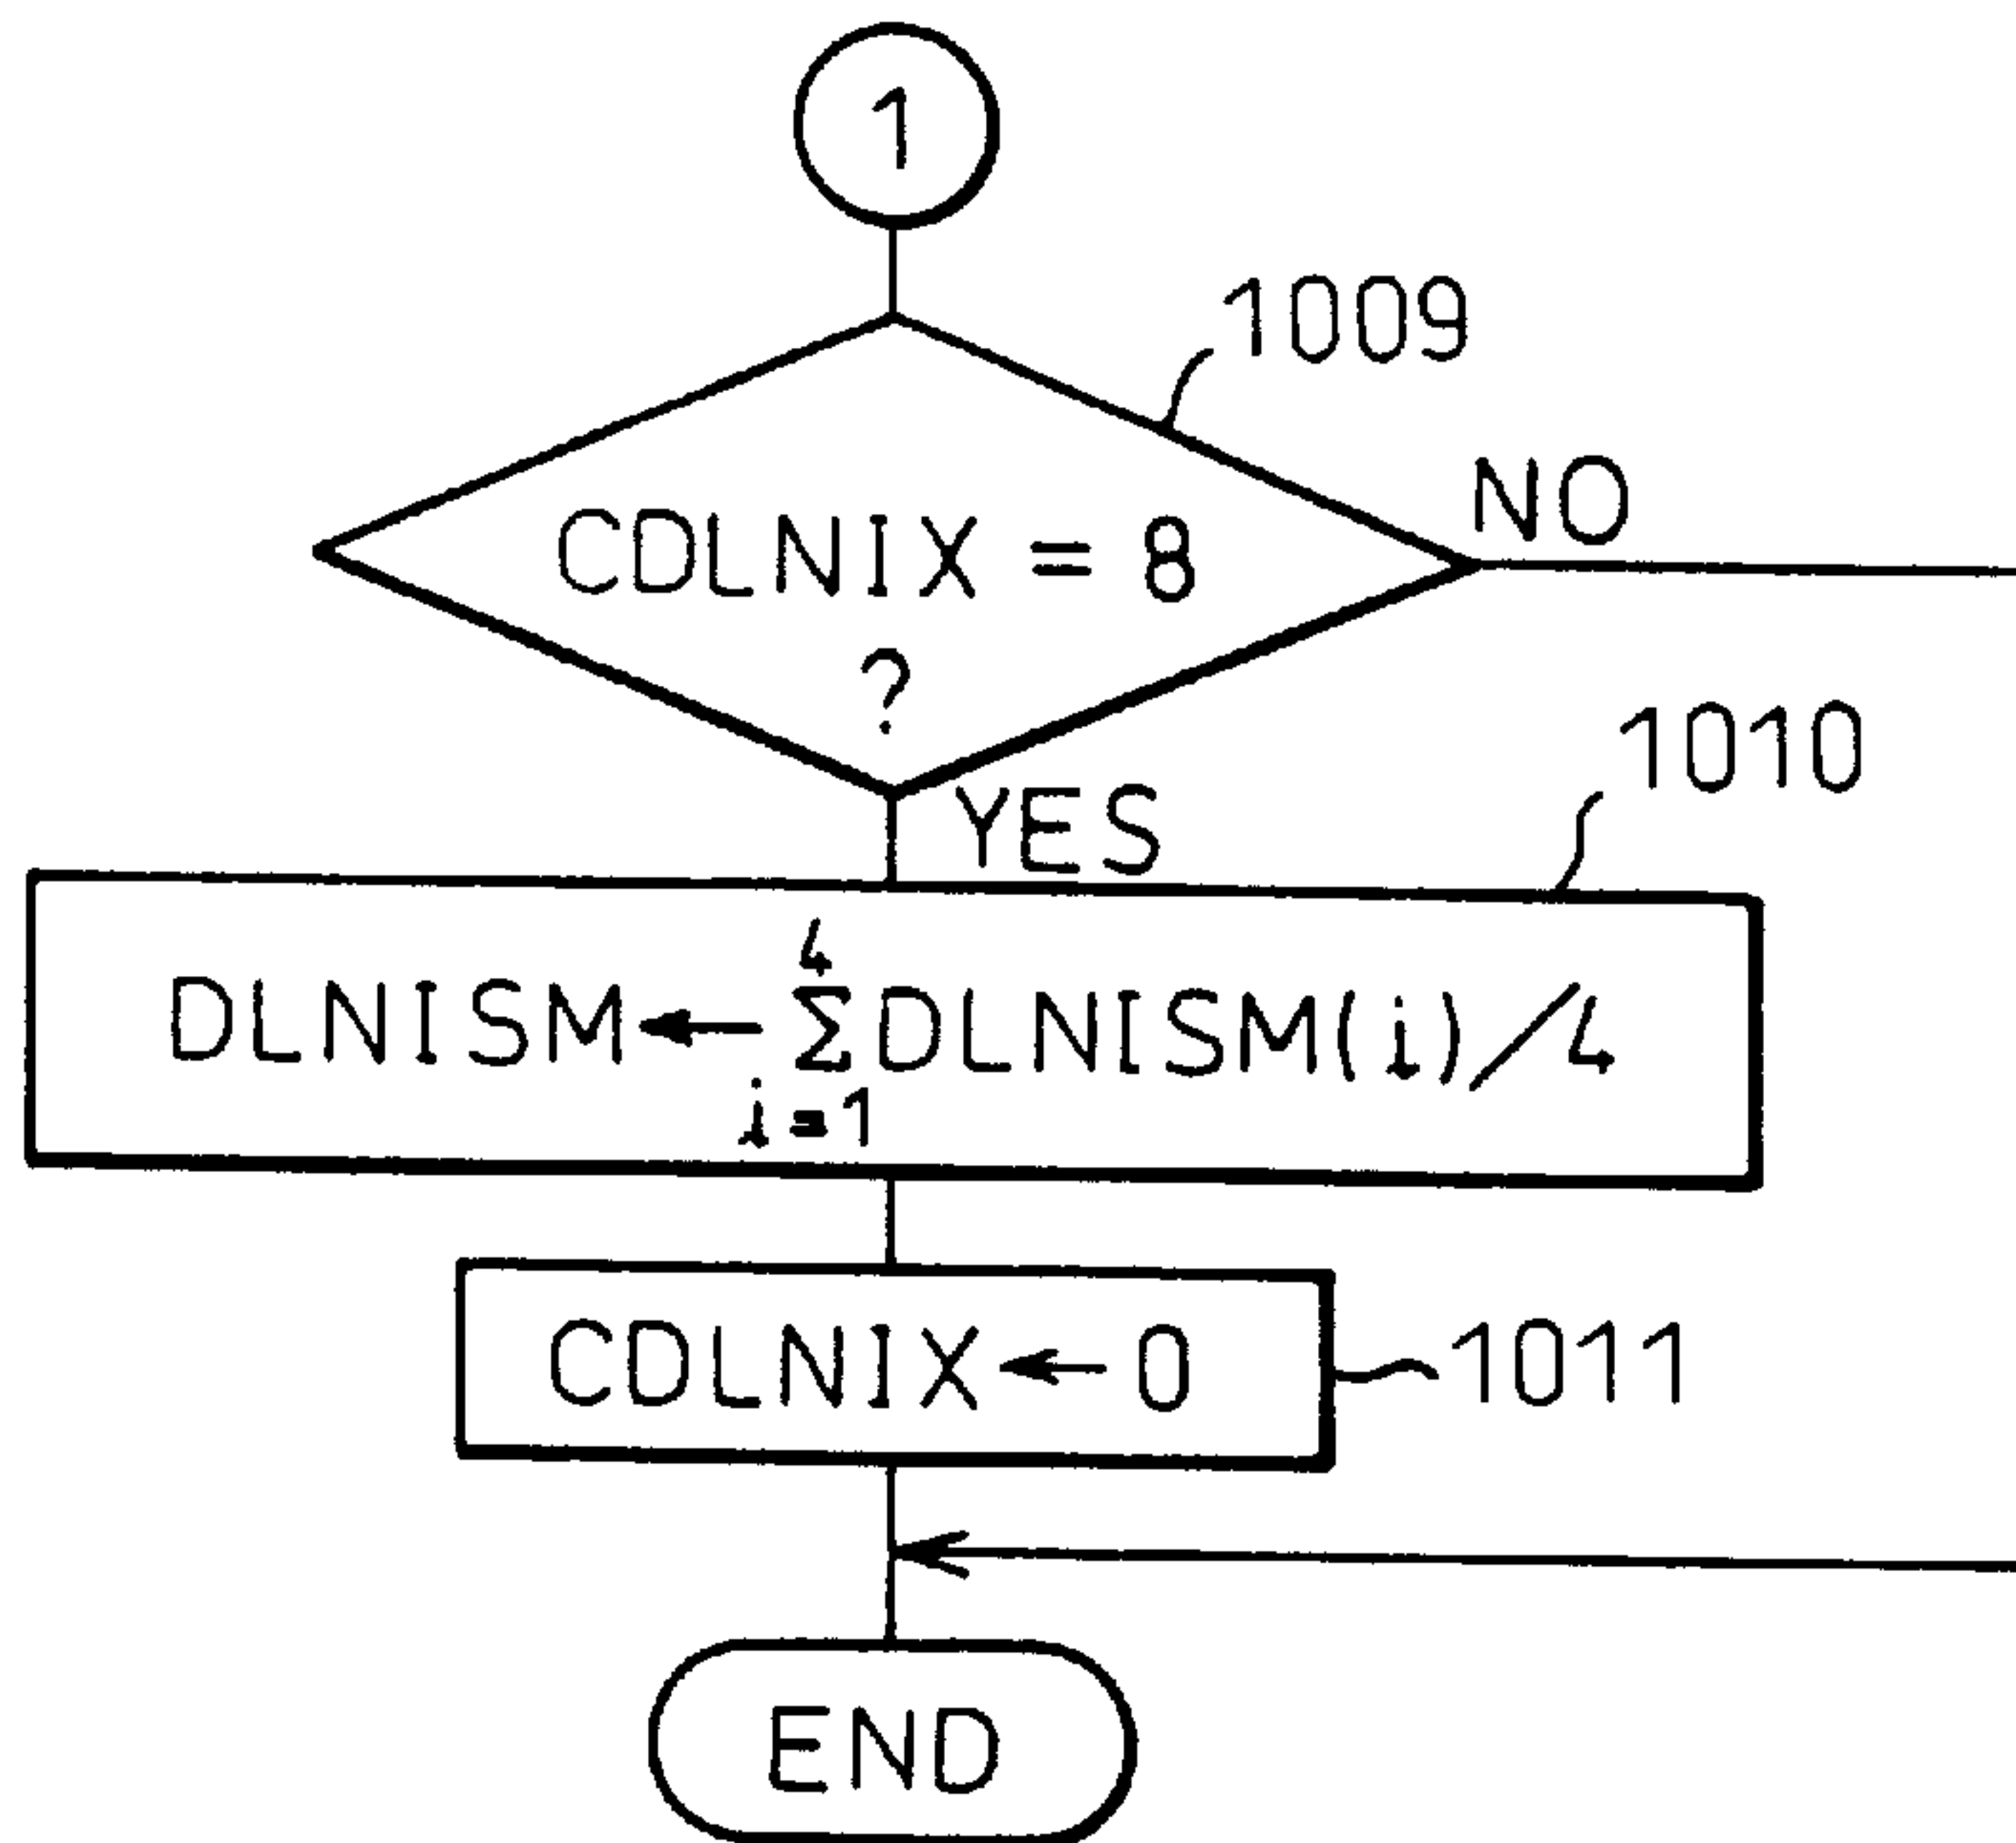 1
1009
CDLNIX = 8
?
NO
YES
1010
4
DLNISM←ΣDLNISM(i)/4
i=1
CDLNIX←0
1011
END